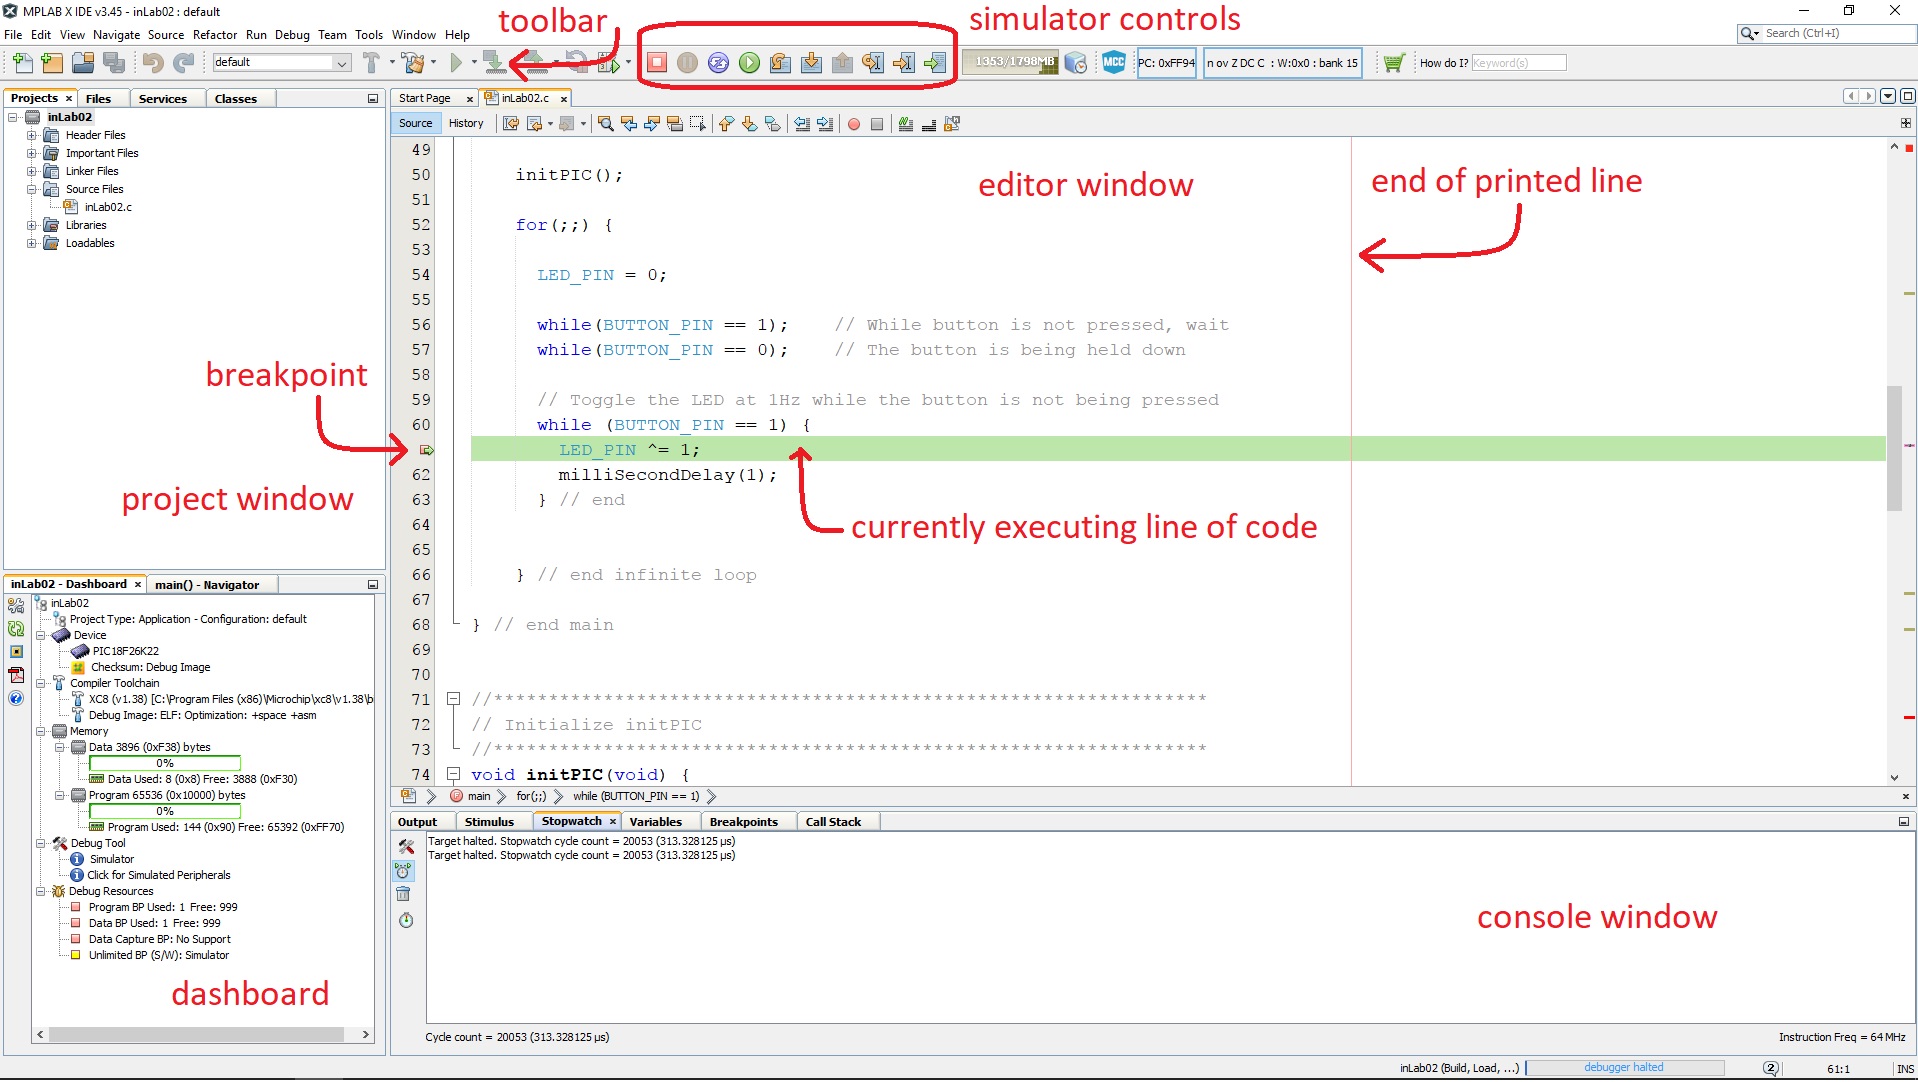 MPLAB X IDE v3.45 - inLab02 : default
toolbar
simulator controls
File Edit View Navigate Source Refactor Run Debug Team Tools Window Help
Search (Ctrl+I)
default
1353/1798MB
MCC
PC: 0xFF94
n ov Z DC C : W:0x0 : bank 15
How do I? Keyword(s)
Projects Files Services Classes
inLab02
Header Files
Important Files
Linker Files
Source Files
inLab02.c
Libraries
Loadables
breakpoint
project window
Start Page inLab02.c
Source History
49
50 initPIC();
51
52 for(;;) {
53
54 LED_PIN = 0;
55
56 while(BUTTON_PIN == 1); // While button is not pressed, wait
57 while(BUTTON_PIN == 0); // The button is being held down
58
59 // Toggle the LED at 1Hz while the button is not being pressed
60 while (BUTTON_PIN == 1) {
LED_PIN ^= 1;
62 milliSecondDelay(1);
63 } // end
64
65
66 } // end infinite loop
67
68 } // end main
69
70
71 //*****************************************************************
72 // Initialize initPIC
73 //*****************************************************************
74 void initPIC(void) {
editor window
end of printed line
currently executing line of code
main for(;;) while (BUTTON_PIN == 1)
inLab02 - Dashboard main() - Navigator
inLab02
Project Type: Application - Configuration: default
Device
PIC18F26K22
Checksum: Debug Image
Compiler Toolchain
XC8 (v1.38) [C:\Program Files (x86)\Microchip\xc8\v1.38\b
Debug Image: ELF: Optimization: +space +asm
Memory
Data 3896 (0xF38) bytes
0%
Data Used: 8 (0x8) Free: 3888 (0xF30)
Program 65536 (0x10000) bytes
0%
Program Used: 144 (0x90) Free: 65392 (0xFF70)
Debug Tool
Simulator
Click for Simulated Peripherals
Debug Resources
Program BP Used: 1 Free: 999
Data BP Used: 1 Free: 999
Data Capture BP: No Support
Unlimited BP (S/W): Simulator
dashboard
Output Stimulus Stopwatch Variables Breakpoints Call Stack
Target halted. Stopwatch cycle count = 20053 (313.328125 µs)
Target halted. Stopwatch cycle count = 20053 (313.328125 µs)
console window
Cycle count = 20053 (313.328125 µs)
Instruction Freq = 64 MHz
inLab02 (Build, Load, ...)
debugger halted
2
61:1
INS